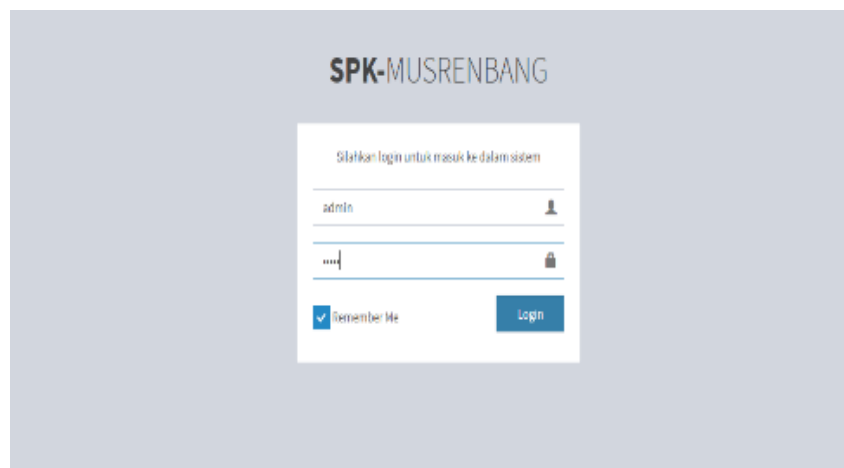 SPK-MUSRENBANG
Silahkan login untuk masuk ke dalam sistem
admin
•••••
Remember Me
Login